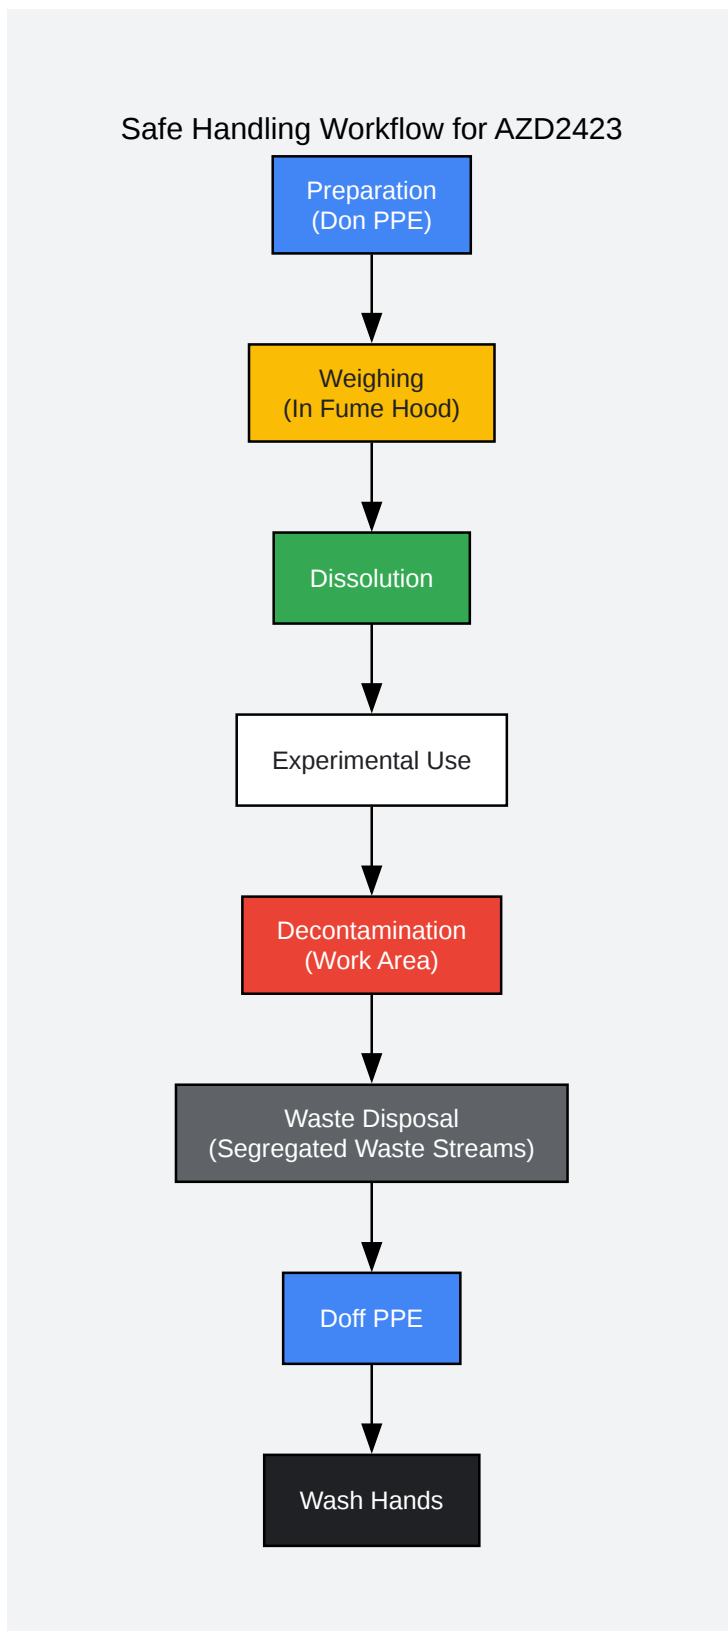 Safe Handling Workflow for AZD2423
Preparation
(Don PPE)
Weighing
(In Fume Hood)
Dissolution
Experimental Use
Decontamination
(Work Area)
Waste Disposal
(Segregated Waste Streams)
Doff PPE
Wash Hands